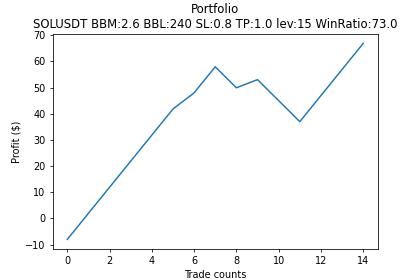 Portfolio
SOLUSDT BBM:2.6 BBL:240 SL:0.8 TP:1.0 lev:15 WinRatio:73.0
70
60
50
40
30
20
10
0
−10
Profit ($)
0 2 4 6 8 10 12 14
Trade counts